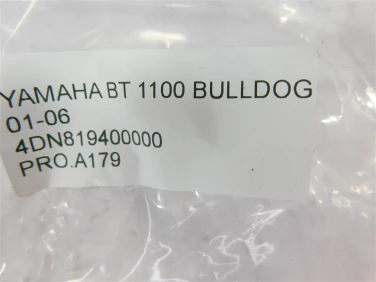 YAMAHA BT 1100 BULLDOG
01-06
4DN819400000
PRO.A179